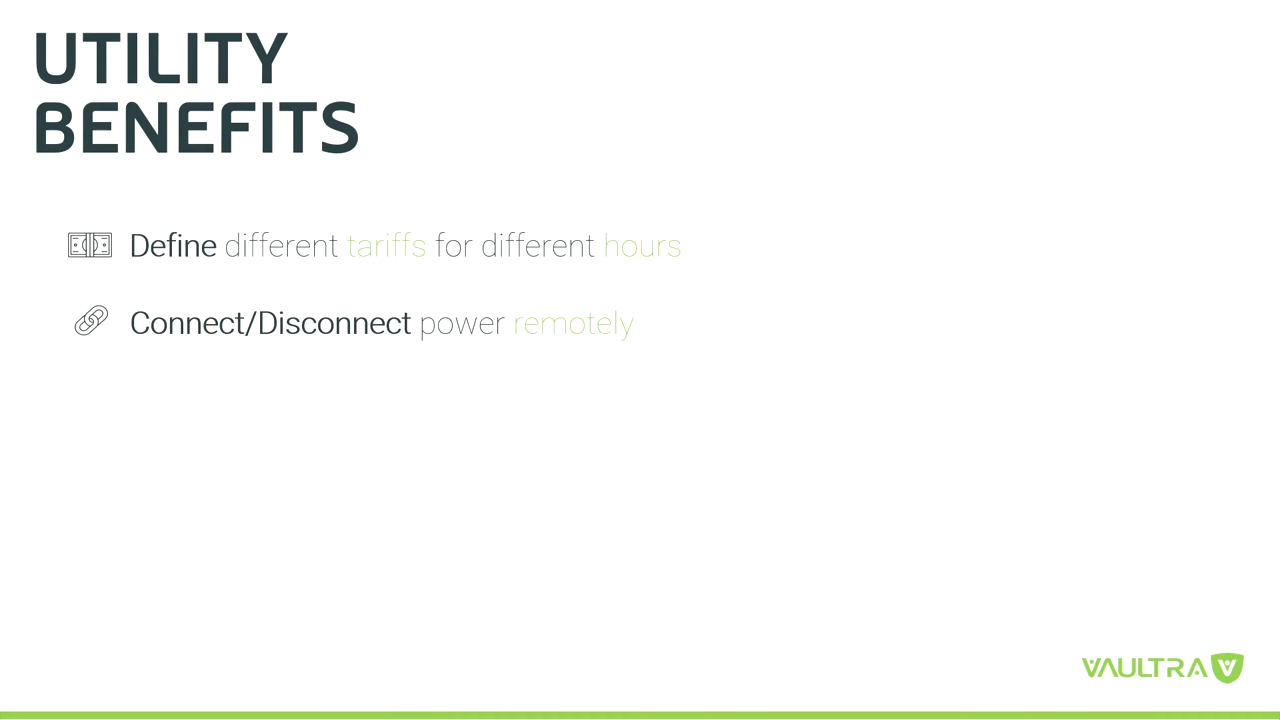 UTILITY
BENEFITS
Define different tariffs for different hours
Connect/Disconnect power remotely
VAULTRA